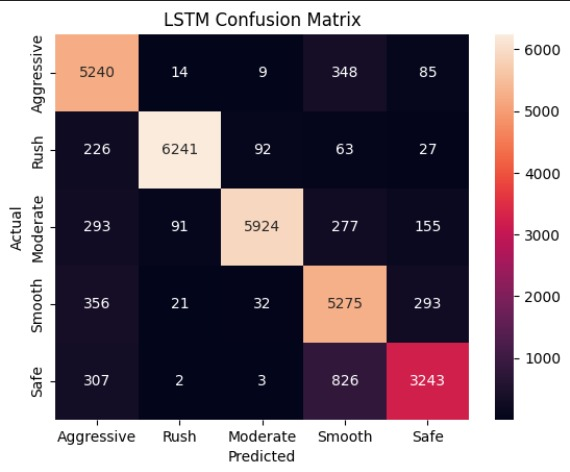 LSTM Confusion Matrix
Actual
Aggressive 5240 14 9 348 85
Rush 226 6241 92 63 27
Moderate 293 91 5924 277 155
Smooth 356 21 32 5275 293
Safe 307 2 3 826 3243
Aggressive Rush Moderate Smooth Safe
Predicted
6000
5000
4000
3000
2000
1000